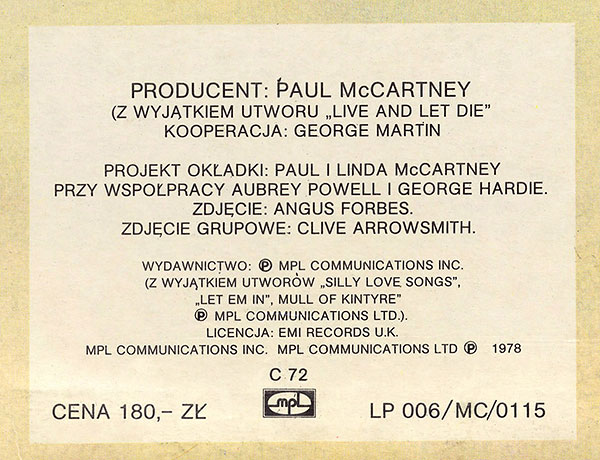 PRODUCENT: PAUL McCARTNEY
(Z WYJĄTKIEM UTWORU „LIVE AND LET DIE”
KOOPERACJA: GEORGE MARTIN
PROJEKT OKŁADKI: PAUL I LINDA McCARTNEY
PRZY WSPÓŁPRACY AUBREY POWELL I GEORGE HARDIE.
ZDJĘCIE: ANGUS FORBES.
ZDJĘCIE GRUPOWE: CLIVE ARROWSMITH.
WYDAWNICTWO: ℗ MPL COMMUNICATIONS INC.
(Z WYJĄTKIEM UTWORÓW „SILLY LOVE SONGS”,
„LET EM IN”, MULL OF KINTYRE”
℗ MPL COMMUNICATIONS LTD.).
LICENCJA: EMI RECORDS U.K.
MPL COMMUNICATIONS INC. MPL COMMUNICATIONS LTD ℗ 1978
C 72
mpl
CENA 180,– ZŁ
LP 006/MC/0115